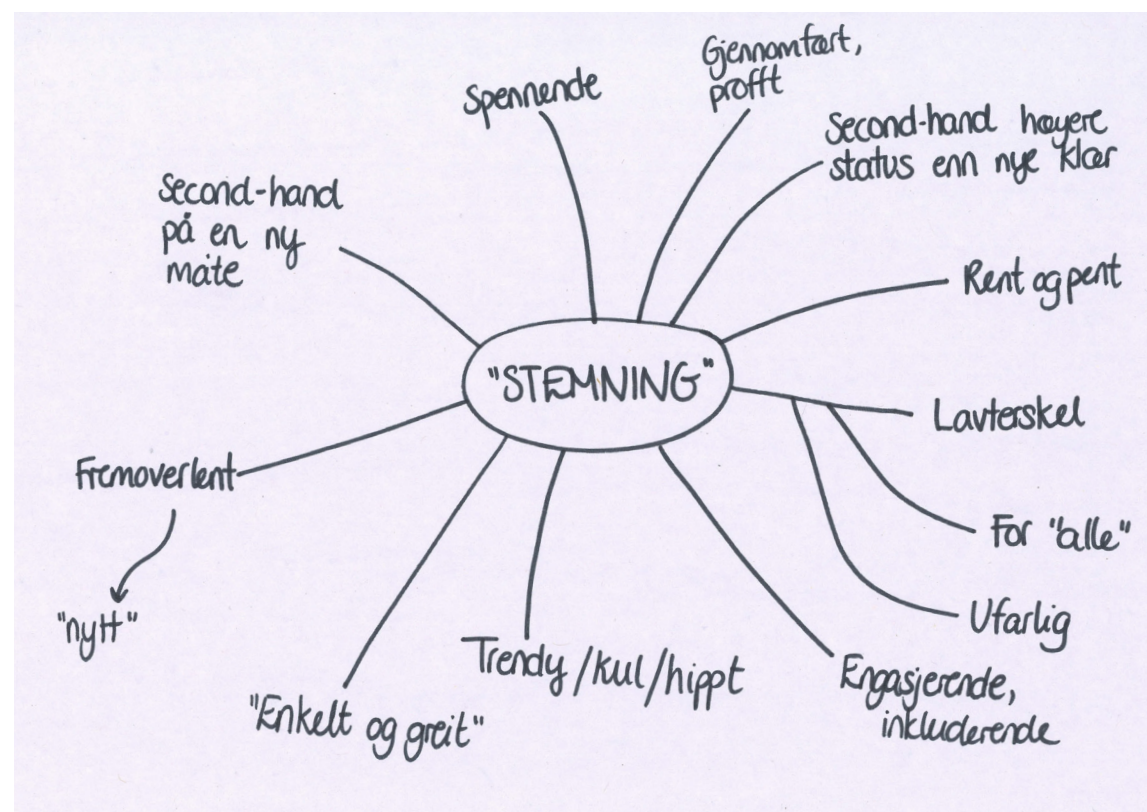 Spennende
Gjennomført,
profft
Second-hand høyere
status enn nye klær
Second-hand
på en ny
måte
Rent og pent
"STEMNING"
Lavterskel
Fremoverlent
For "alle"
"nytt"
Ufarlig
Trendy/kul/hippt
Engasjerende,
inkluderende
"Enkelt og greit"